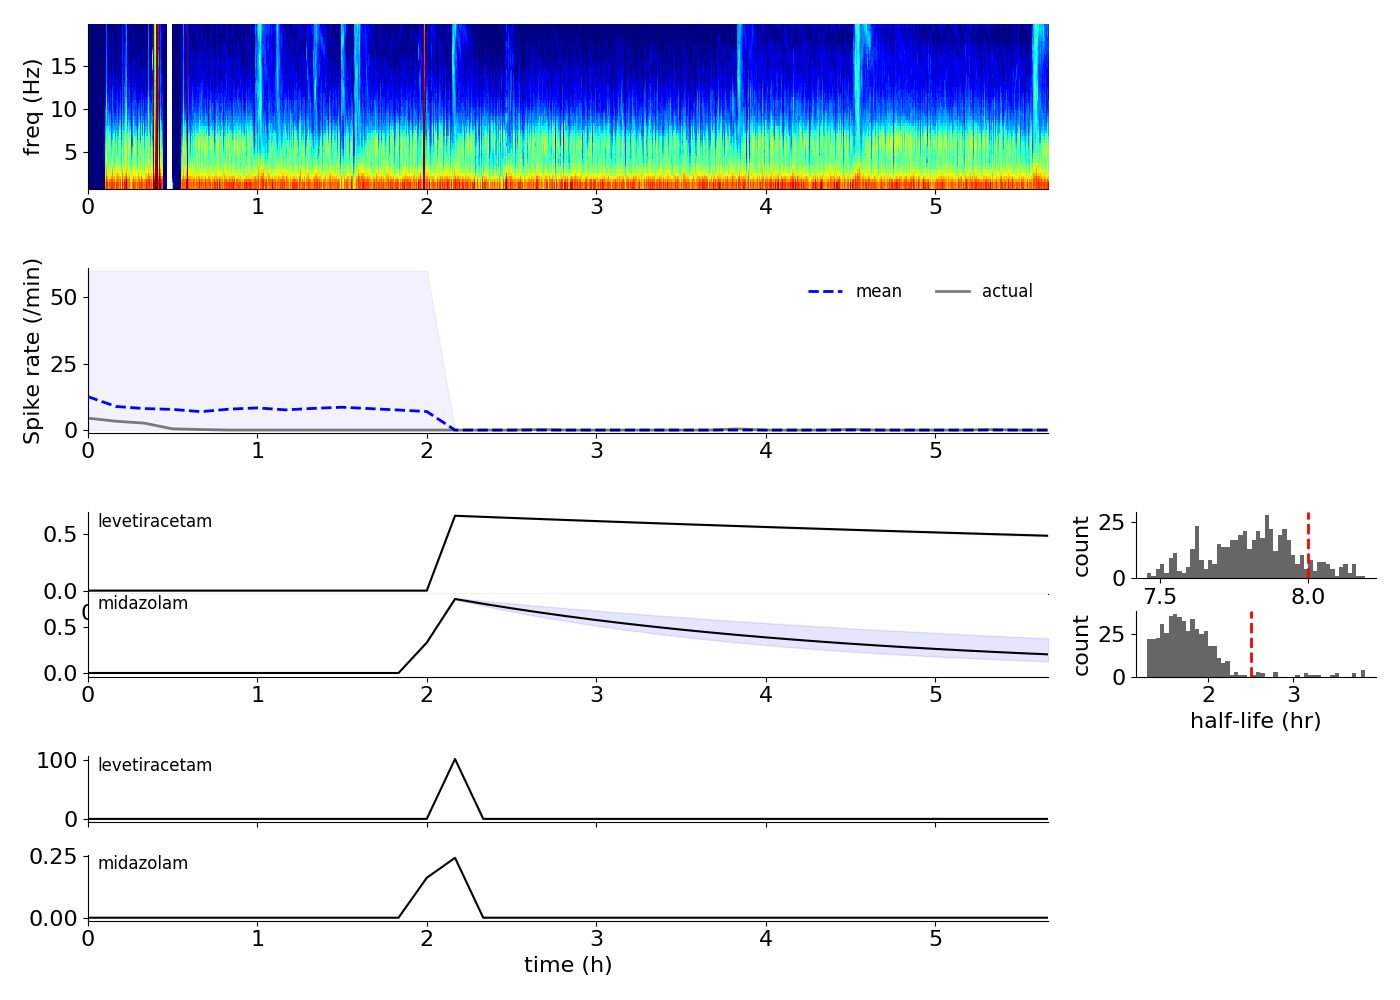 freq (Hz)
15
10
5
0 1 2 3 4 5
Spike rate (/min)
50
25
0
mean
actual
0 1 2 3 4 5
levetiracetam
0.5
0.0
0
midazolam
0.5
0.0
0 1 2 3 4 5
count
25
0
7.5 8.0
count
25
0
2 3
half-life (hr)
levetiracetam
100
0
midazolam
0.25
0.00
0 1 2 3 4 5
time (h)